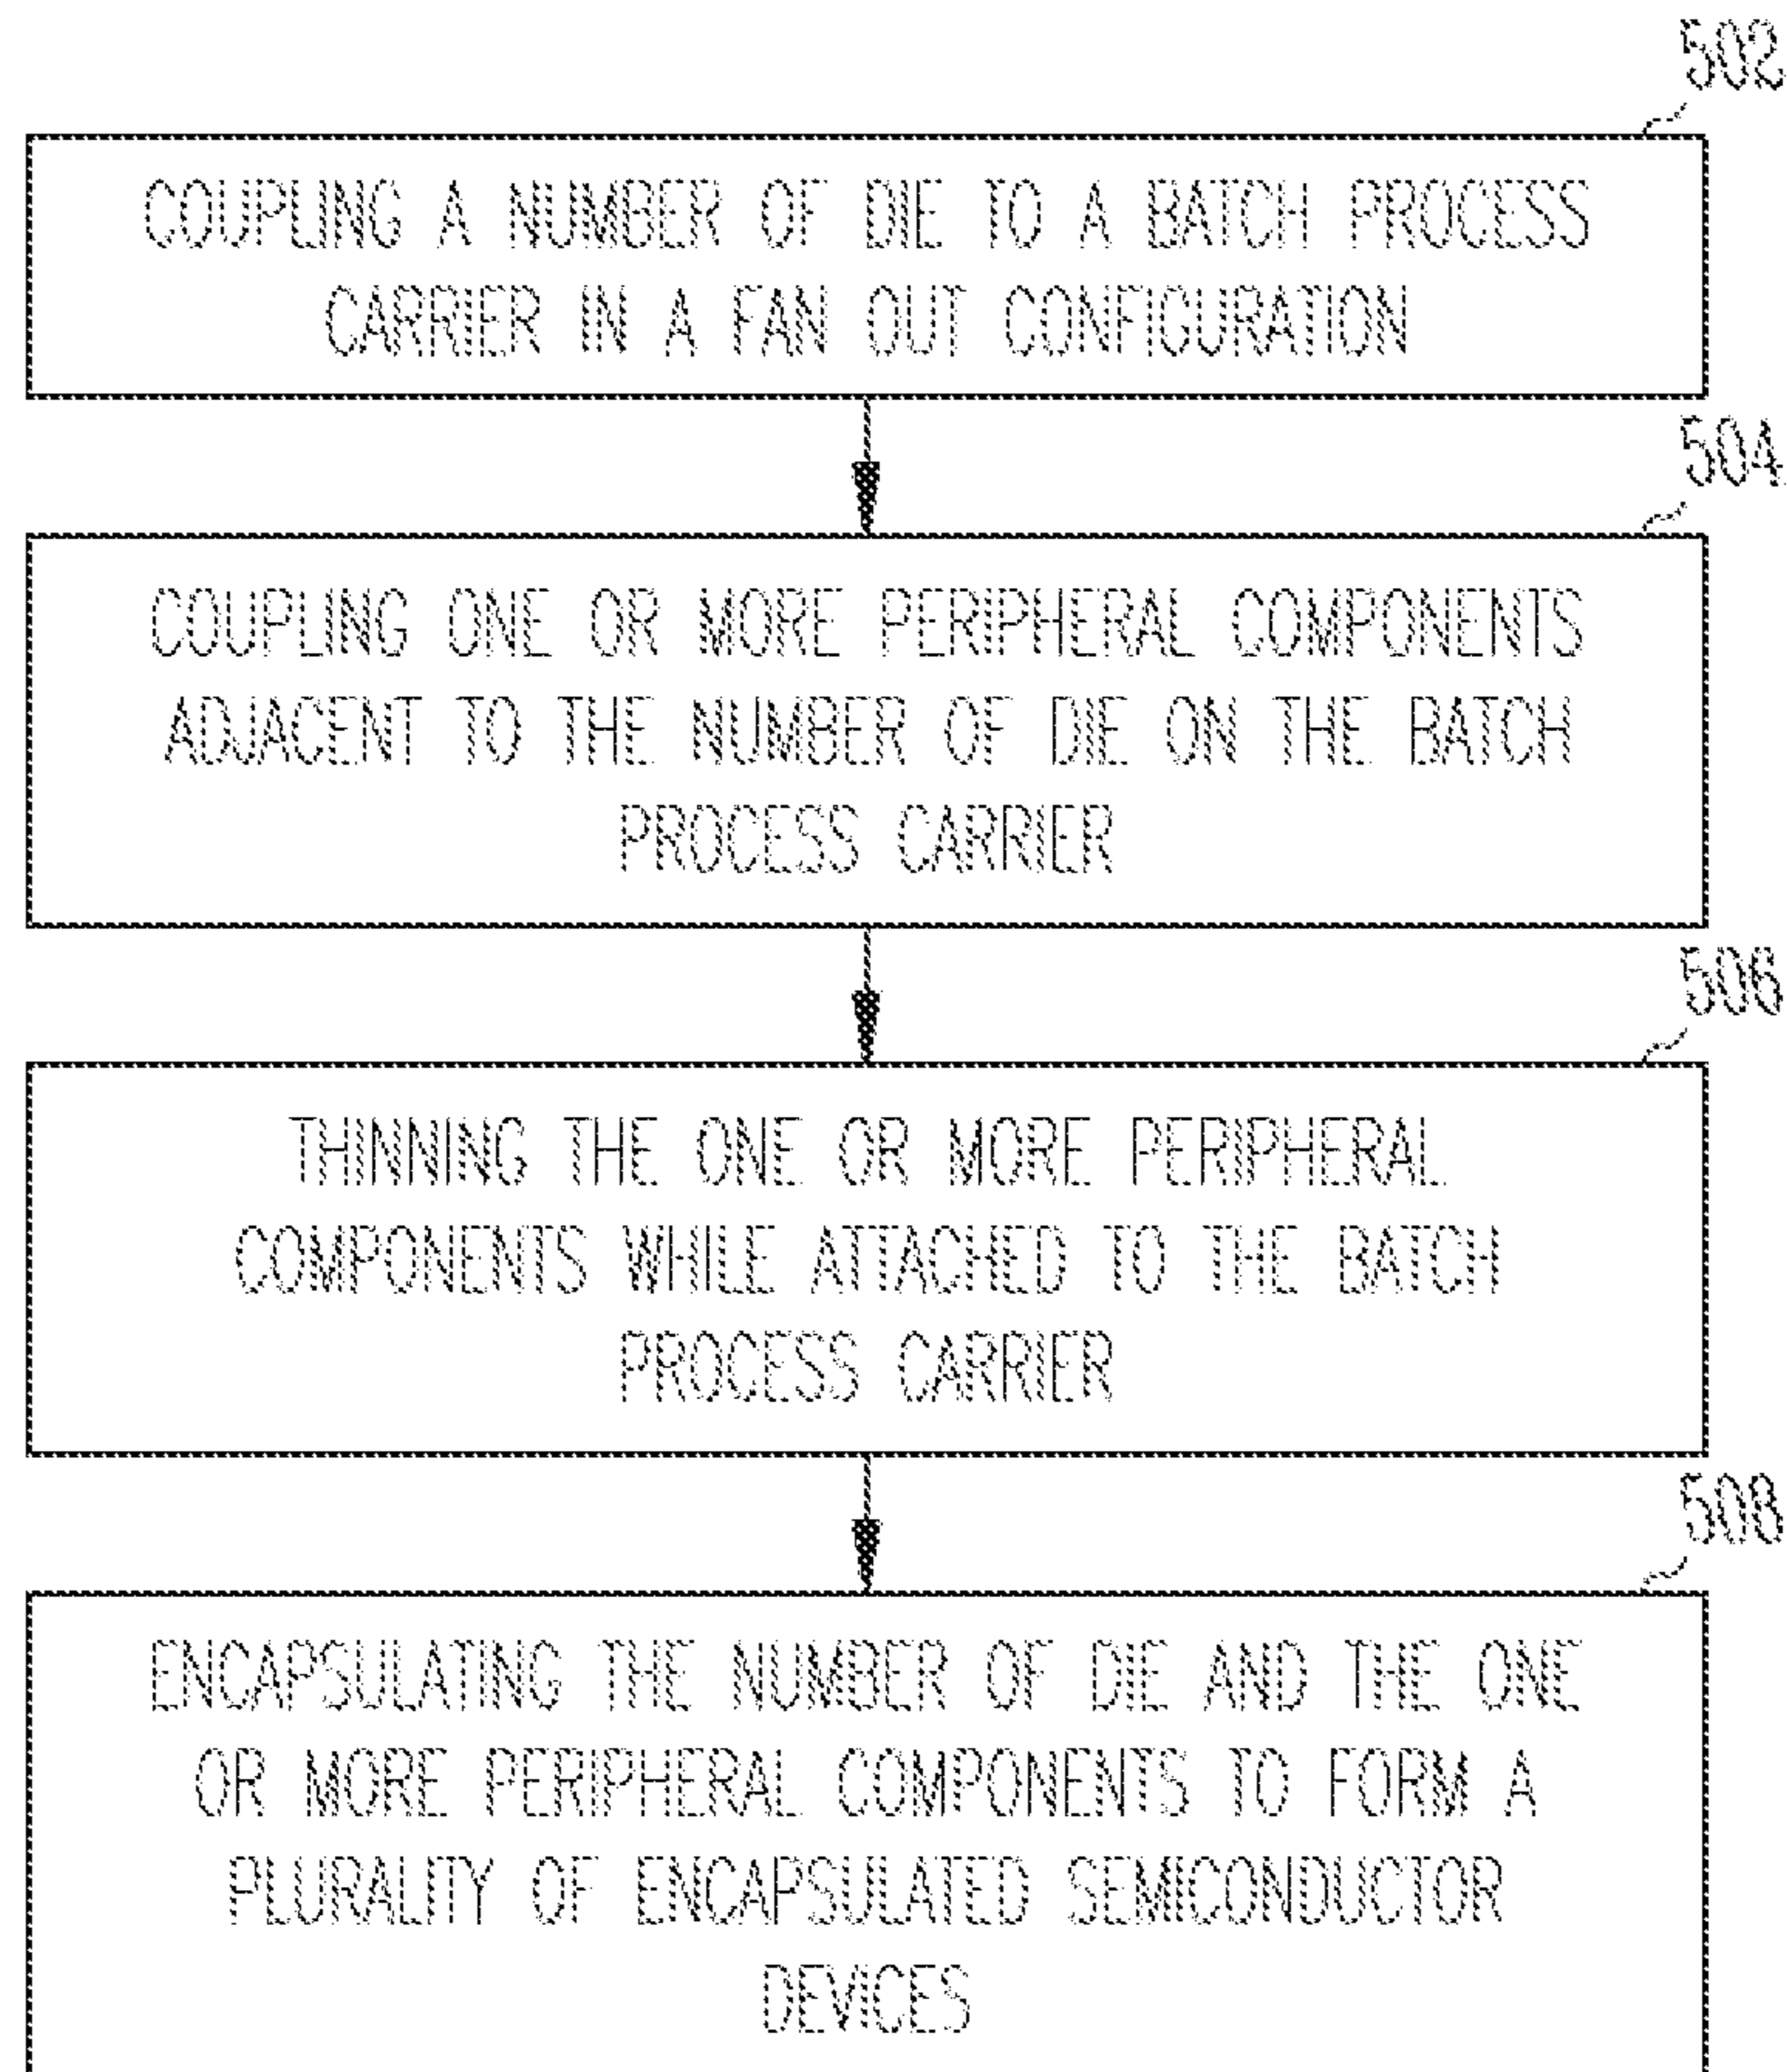 502
COUPLING A NUMBER OF DIE TO A BATCH PROCESS
CARRIER IN A FAN OUT CONFIGURATION
504
COUPLING ONE OR MORE PERIPHERAL COMPONENTS
ADJACENT TO THE NUMBER OF DIE ON THE BATCH
PROCESS CARRIER
506
THINNING THE ONE OR MORE PERIPHERAL
COMPONENTS WHILE ATTACHED TO THE BATCH
PROCESS CARRIER
508
ENCAPSULATING THE NUMBER OF DIE AND THE ONE
OR MORE PERIPHERAL COMPONENTS TO FORM A
PLURALITY OF ENCAPSULATED SEMICONDUCTOR
DEVICES